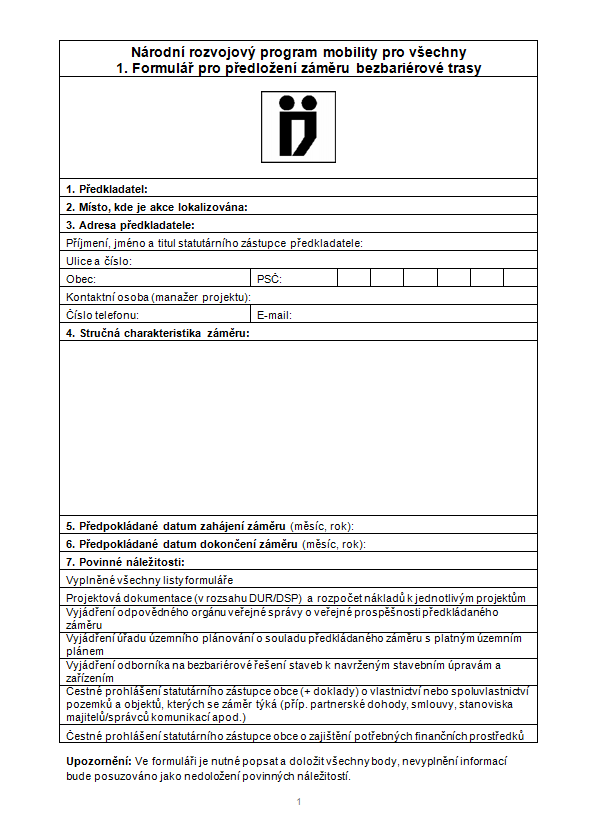 Národní rozvojový program mobility pro všechny
1. Formulář pro předložení záměru bezbariérové trasy
1. Předkladatel:
2. Místo, kde je akce lokalizována:
3. Adresa předkladatele:
Příjmení, jméno a titul statutárního zástupce předkladatele:
Ulice a číslo:
Obec: PSČ:
Kontaktní osoba (manažer projektu):
Číslo telefonu: E-mail:
4. Stručná charakteristika záměru:
5. Předpokládané datum zahájení záměru (měsíc, rok):
6. Předpokládané datum dokončení záměru (měsíc, rok):
7. Povinné náležitosti:
Vyplněné všechny listy formuláře
Projektová dokumentace (v rozsahu DUR/DSP) a rozpočet nákladů k jednotlivým projektům
Vyjádření odpovědného orgánu veřejné správy o veřejné prospěšnosti předkládaného
záměru
Vyjádření úřadu územního plánování o souladu předkládaného záměru s platným územním
plánem
Vyjádření odborníka na bezbariérové řešení staveb k navrženým stavebním úpravám a
zařízením
Čestné prohlášení statutárního zástupce obce (+ doklady) o vlastnictví nebo spoluvlastnictví
pozemků a objektů, kterých se záměr týká (příp. partnerské dohody, smlouvy, stanoviska
majitelů/správců komunikací apod.)
Čestné prohlášení statutárního zástupce obce o zajištění potřebných finančních prostředků
Upozornění: Ve formuláři je nutné popsat a doložit všechny body, nevyplnění informací
bude posuzováno jako nedoložení povinných náležitostí.
1